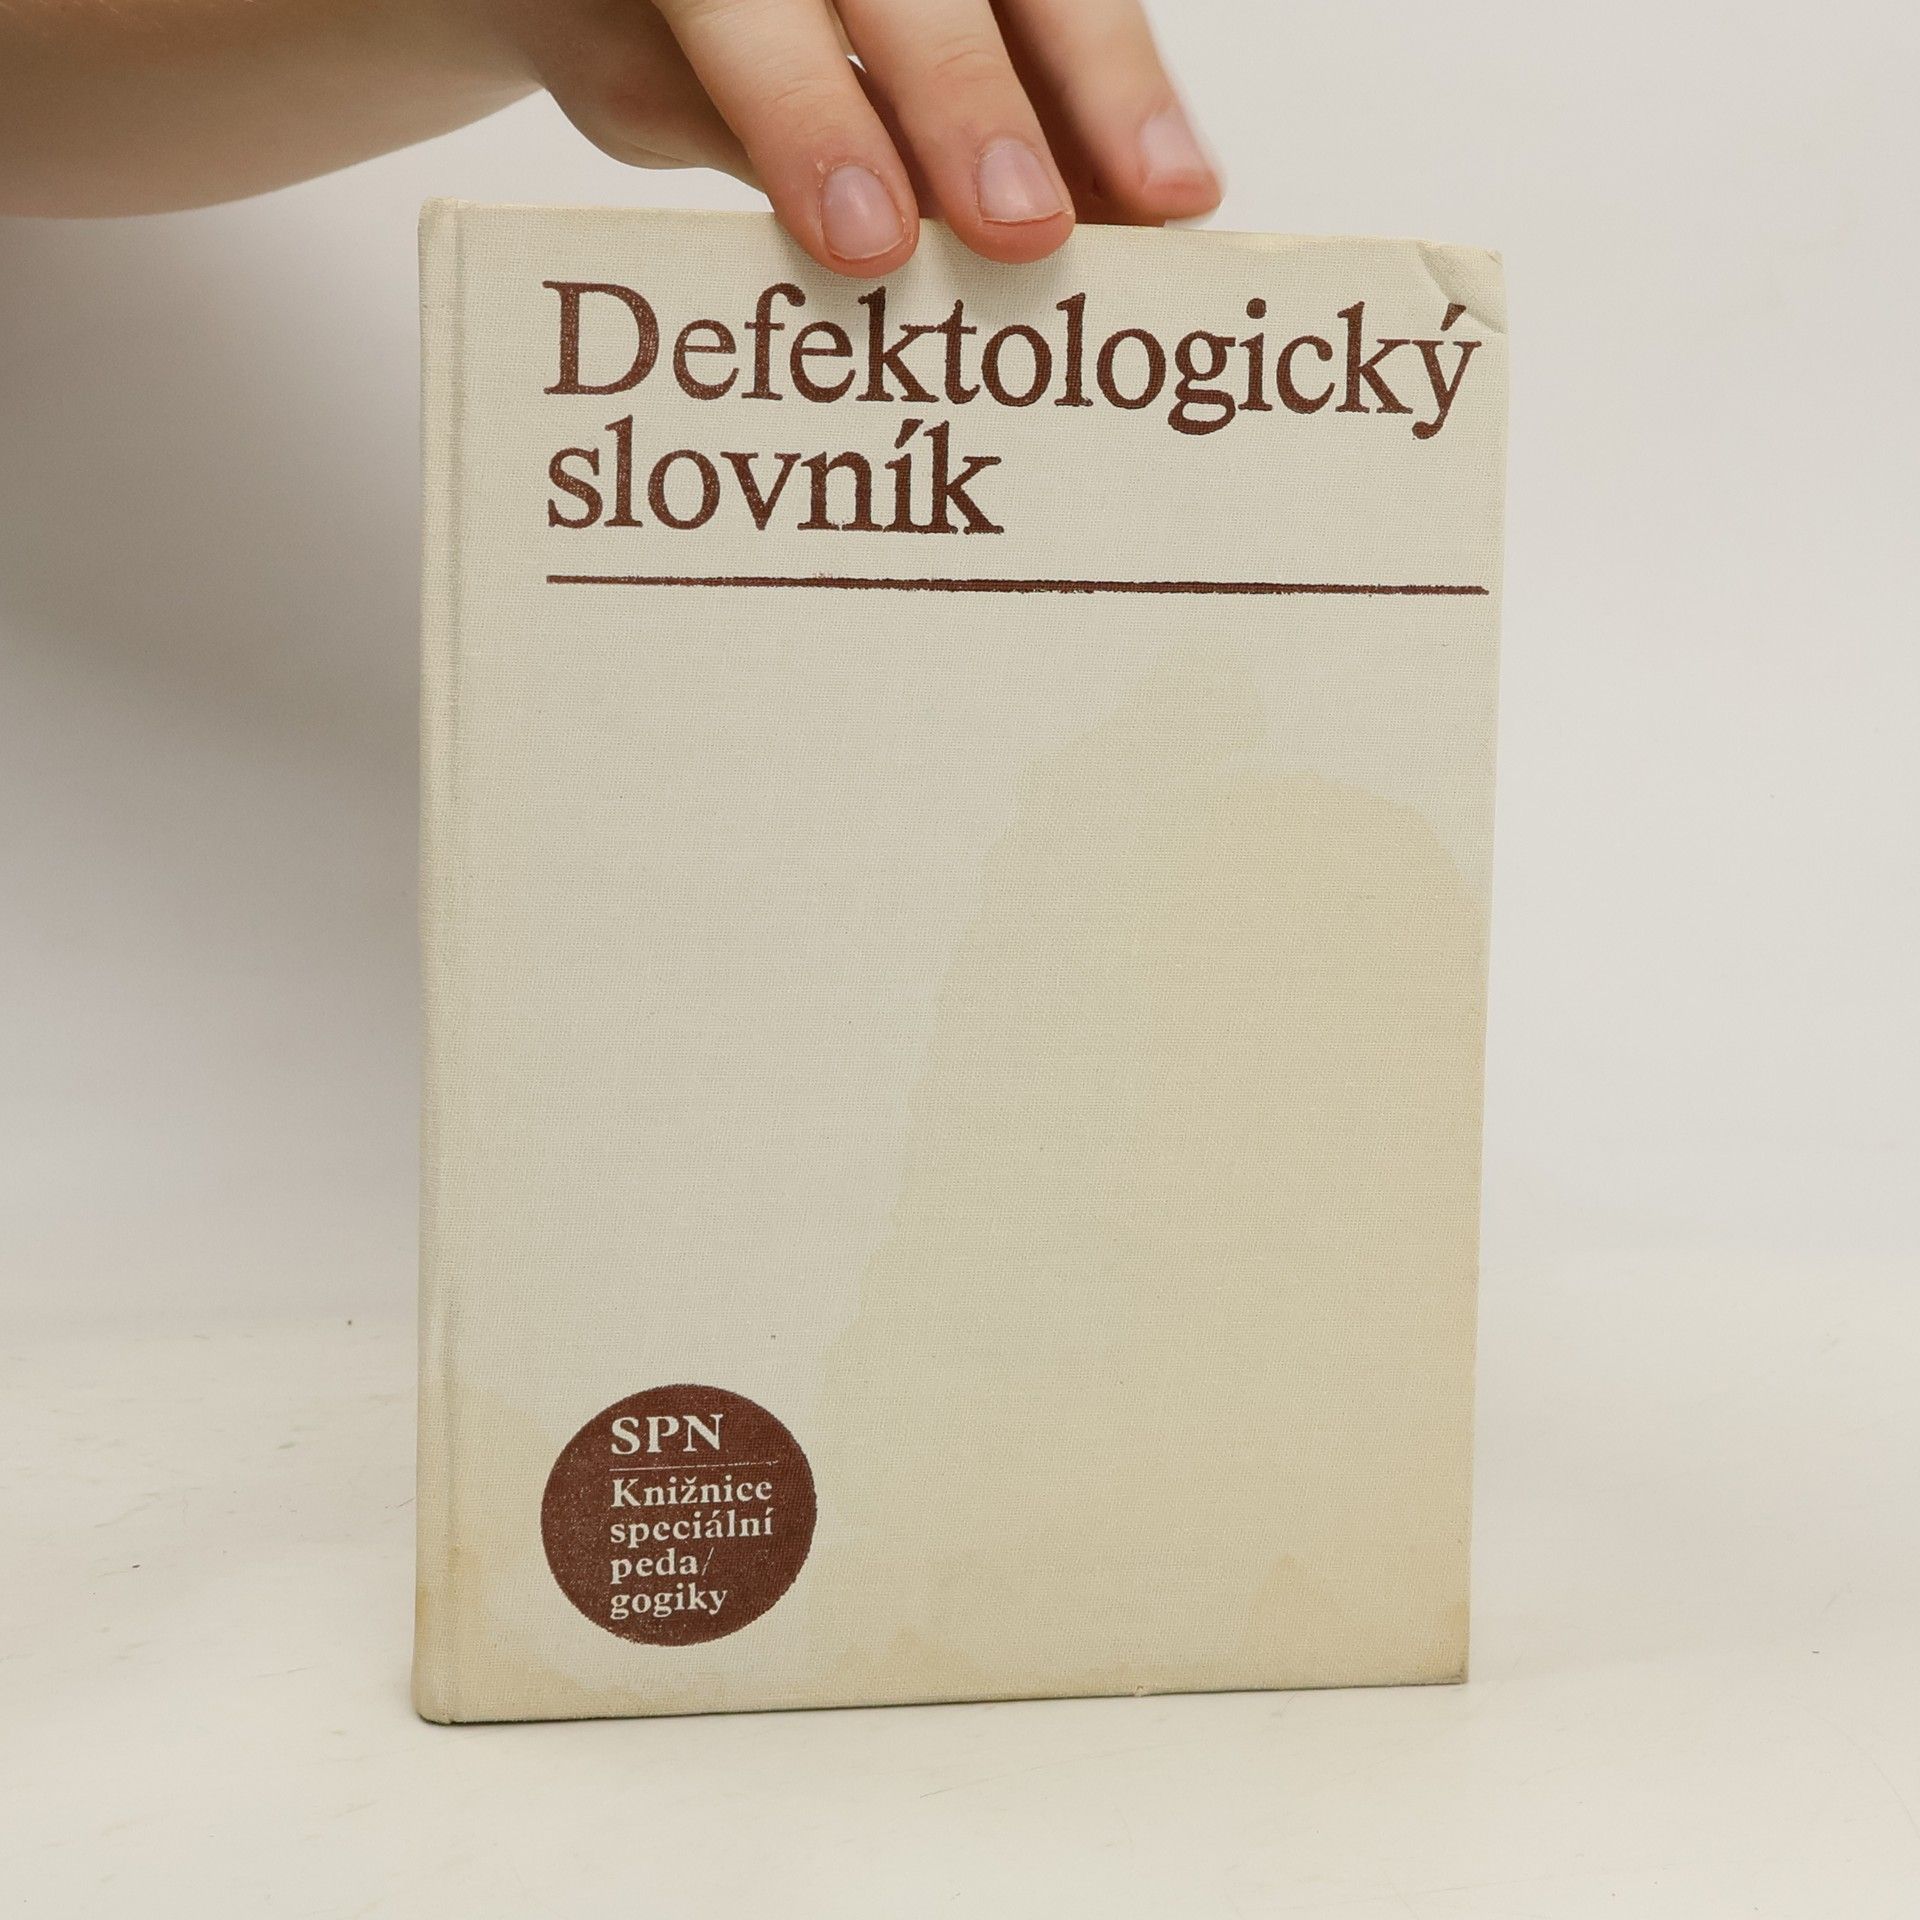 Defektologický
slovník
SPN
Knižnice
speciální
peda/
gogiky